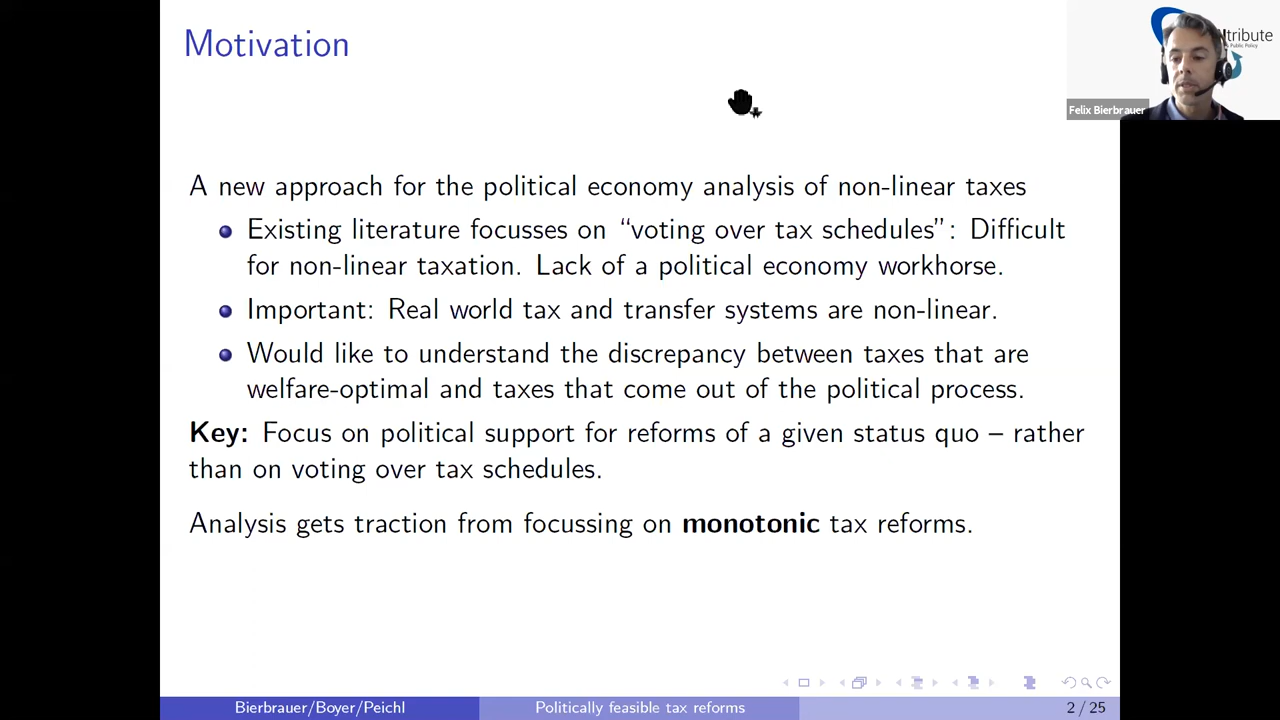 Motivation
tribute
& Public Policy
Felix Bierbrauer
A new approach for the political economy analysis of non-linear taxes
Existing literature focusses on “voting over tax schedules”: Difficult
for non-linear taxation. Lack of a political economy workhorse.
Important: Real world tax and transfer systems are non-linear.
Would like to understand the discrepancy between taxes that are
welfare-optimal and taxes that come out of the political process.
Key: Focus on political support for reforms of a given status quo – rather
than on voting over tax schedules.
Analysis gets traction from focussing on monotonic tax reforms.
Bierbrauer/Boyer/Peichl
Politically feasible tax reforms
2 / 25